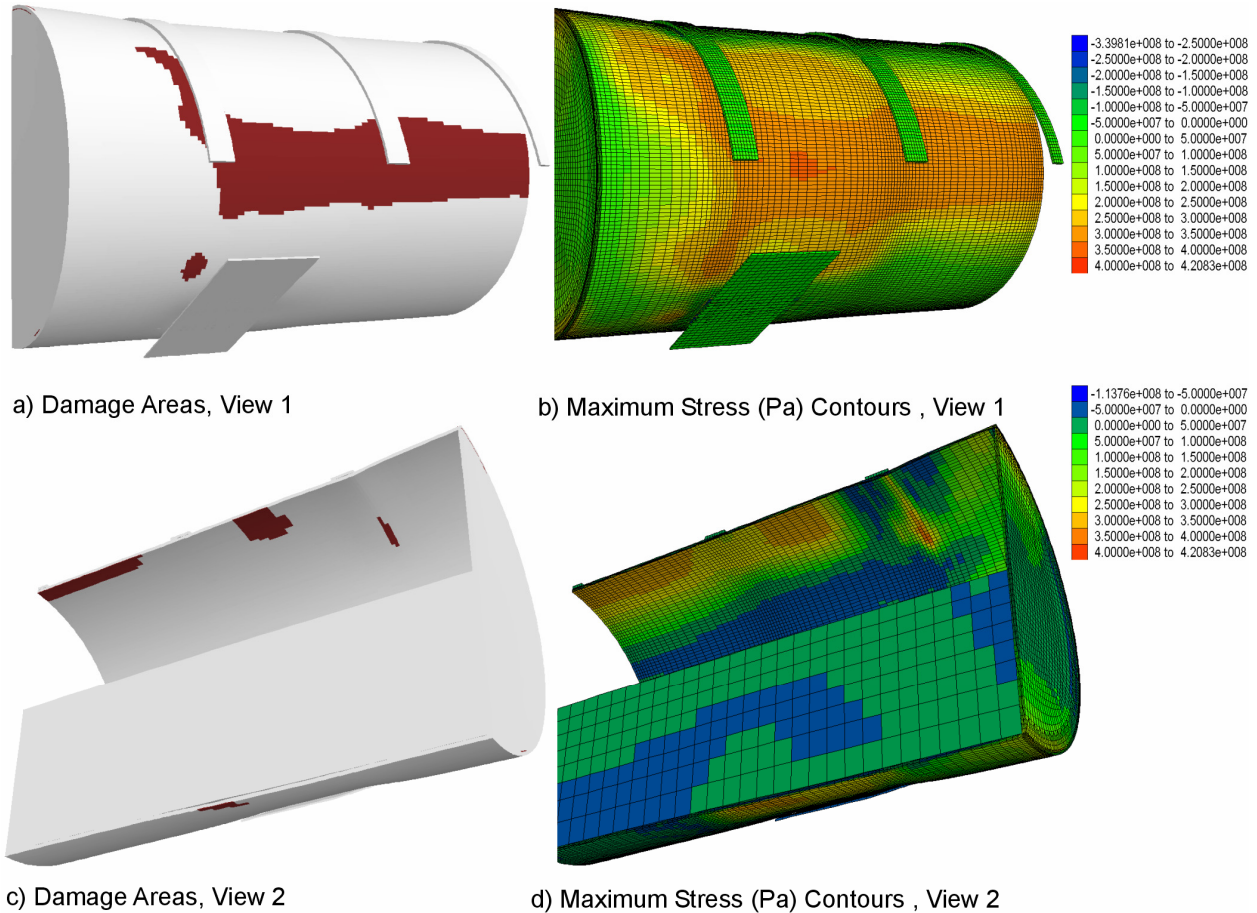 -3.3981e+008 to -2.5000e+008
-2.5000e+008 to -2.0000e+008
-2.0000e+008 to -1.5000e+008
-1.5000e+008 to -1.0000e+008
-1.0000e+008 to -5.0000e+007
-5.0000e+007 to 0.0000e+000
0.0000e+000 to 5.0000e+007
5.0000e+007 to 1.0000e+008
1.0000e+008 to 1.5000e+008
1.5000e+008 to 2.0000e+008
2.0000e+008 to 2.5000e+008
2.5000e+008 to 3.0000e+008
3.0000e+008 to 3.5000e+008
3.5000e+008 to 4.0000e+008
4.0000e+008 to 4.2083e+008
a) Damage Areas, View 1
b) Maximum Stress (Pa) Contours , View 1
-1.1376e+008 to -5.0000e+007
-5.0000e+007 to 0.0000e+000
0.0000e+000 to 5.0000e+007
5.0000e+007 to 1.0000e+008
1.0000e+008 to 1.5000e+008
1.5000e+008 to 2.0000e+008
2.0000e+008 to 2.5000e+008
2.5000e+008 to 3.0000e+008
3.0000e+008 to 3.5000e+008
3.5000e+008 to 4.0000e+008
4.0000e+008 to 4.2083e+008
c) Damage Areas, View 2
d) Maximum Stress (Pa) Contours , View 2